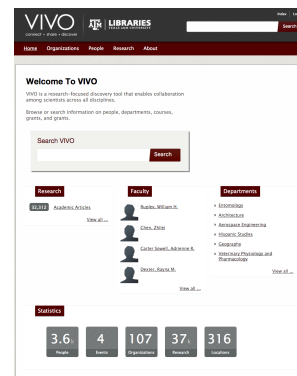 Index
VIVO
connect • share • discover
ATM LIBRARIES
TEXAS A&M UNIVERSITY
Search
Home Organizations People Research About
Welcome To VIVO
VIVO is a research-focused discovery tool that enables collaboration
among scientists across all disciplines.
Browse or search information on people, departments, courses,
grants, and grants.
Search VIVO
Search
Research
32,312 Academic Articles
View all ...
Faculty
Rupley, William H.
Chen, Zhilei
Carter Sowell, Adrienne R.
Dexter, Rayna M.
View all ...
Departments
Entomology
Architecture
Aerospace Engineering
Hispanic Studies
Geography
Veterinary Physiology and
Pharmacology
View all ...
Statistics
3.6k 4 107 37k 316
People Events Organizations Research Locations